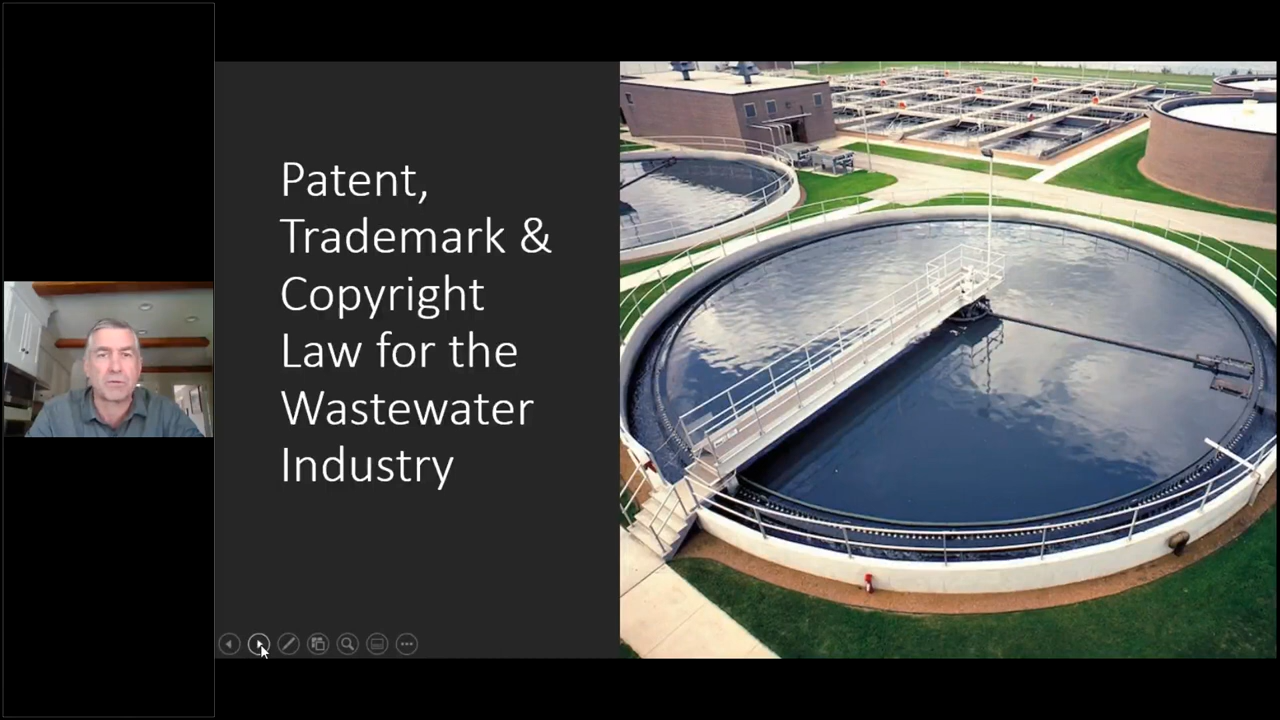 Patent,
Trademark &
Copyright
Law for the
Wastewater
Industry